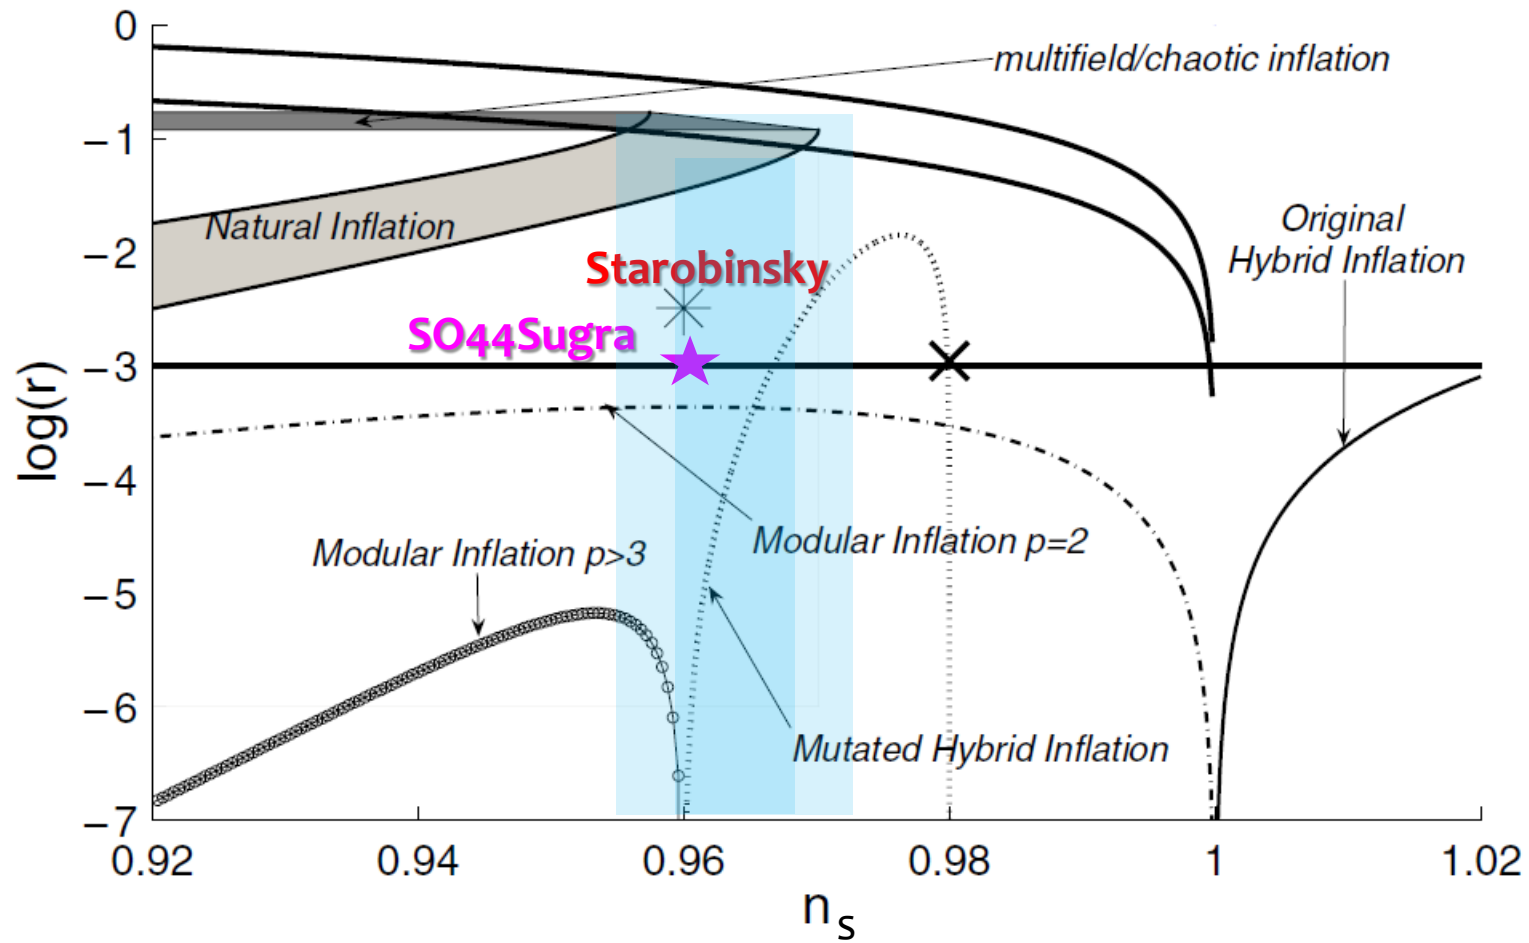 0
multifield/chaotic inflation
−1
Natural Inflation
Original
Hybrid Inflation
−2
Starobinsky
SO44Sugra
−3
log(r)
−4
Modular Inflation p=2
Modular Inflation p>3
−5
−6
Mutated Hybrid Inflation
−7
0.92 0.94 0.96 0.98 1 1.02
n_s